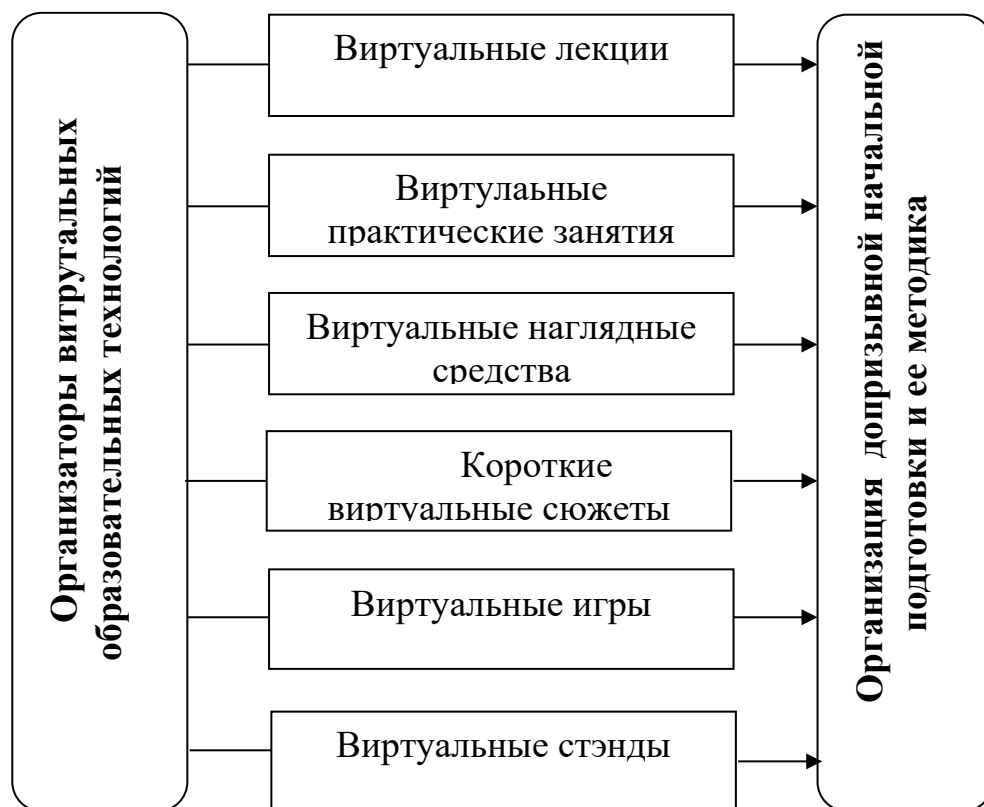 Организаторы витрутальных
образовательных технологий
Виртуальные лекции
Виртулаьные
практические занятия
Виртуальные наглядные
средства
Короткие
виртуальные сюжеты
Виртуальные игры
Виртуальные стэнды
Организация допризывной начальной
подготовки и ее методика